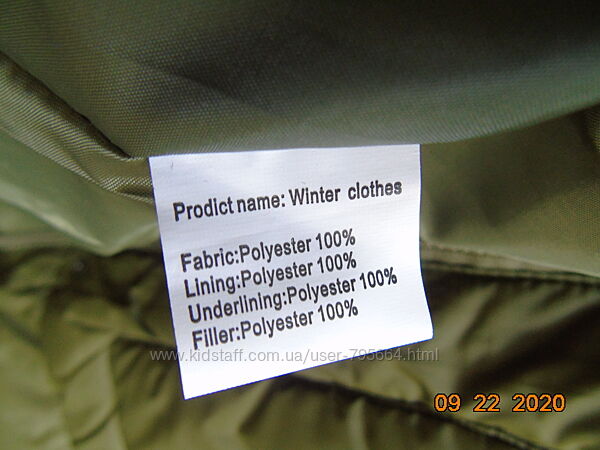 Prodict name: Winter clothes
Fabric:Polyester 100%
Lining:Polyester 100%
Underlining:Polyester 100%
Filler:Polyester 100%
www.kidstaff.com.ua/user-795664.html
09 22 2020